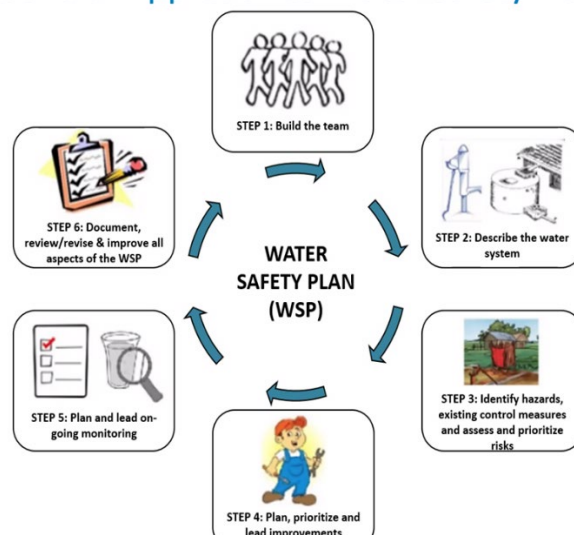 STEP 1: Build the team
STEP 2: Describe the water
system
STEP 3: Identify hazards,
existing control measures
and assess and prioritize
risks
STEP 4: Plan, prioritize and
lead improvements
STEP 5: Plan and lead on-
going monitoring
STEP 6: Document,
review/revise & improve all
aspects of the WSP
WATER
SAFETY PLAN
(WSP)